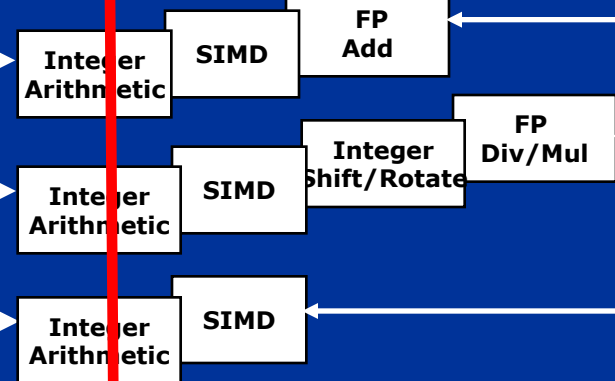 FP
Add
SIMD
Integer
Arithmetic
FP
Div/Mul
Integer
Shift/Rotate
SIMD
Integer
Arithmetic
SIMD
Integer
Arithmetic